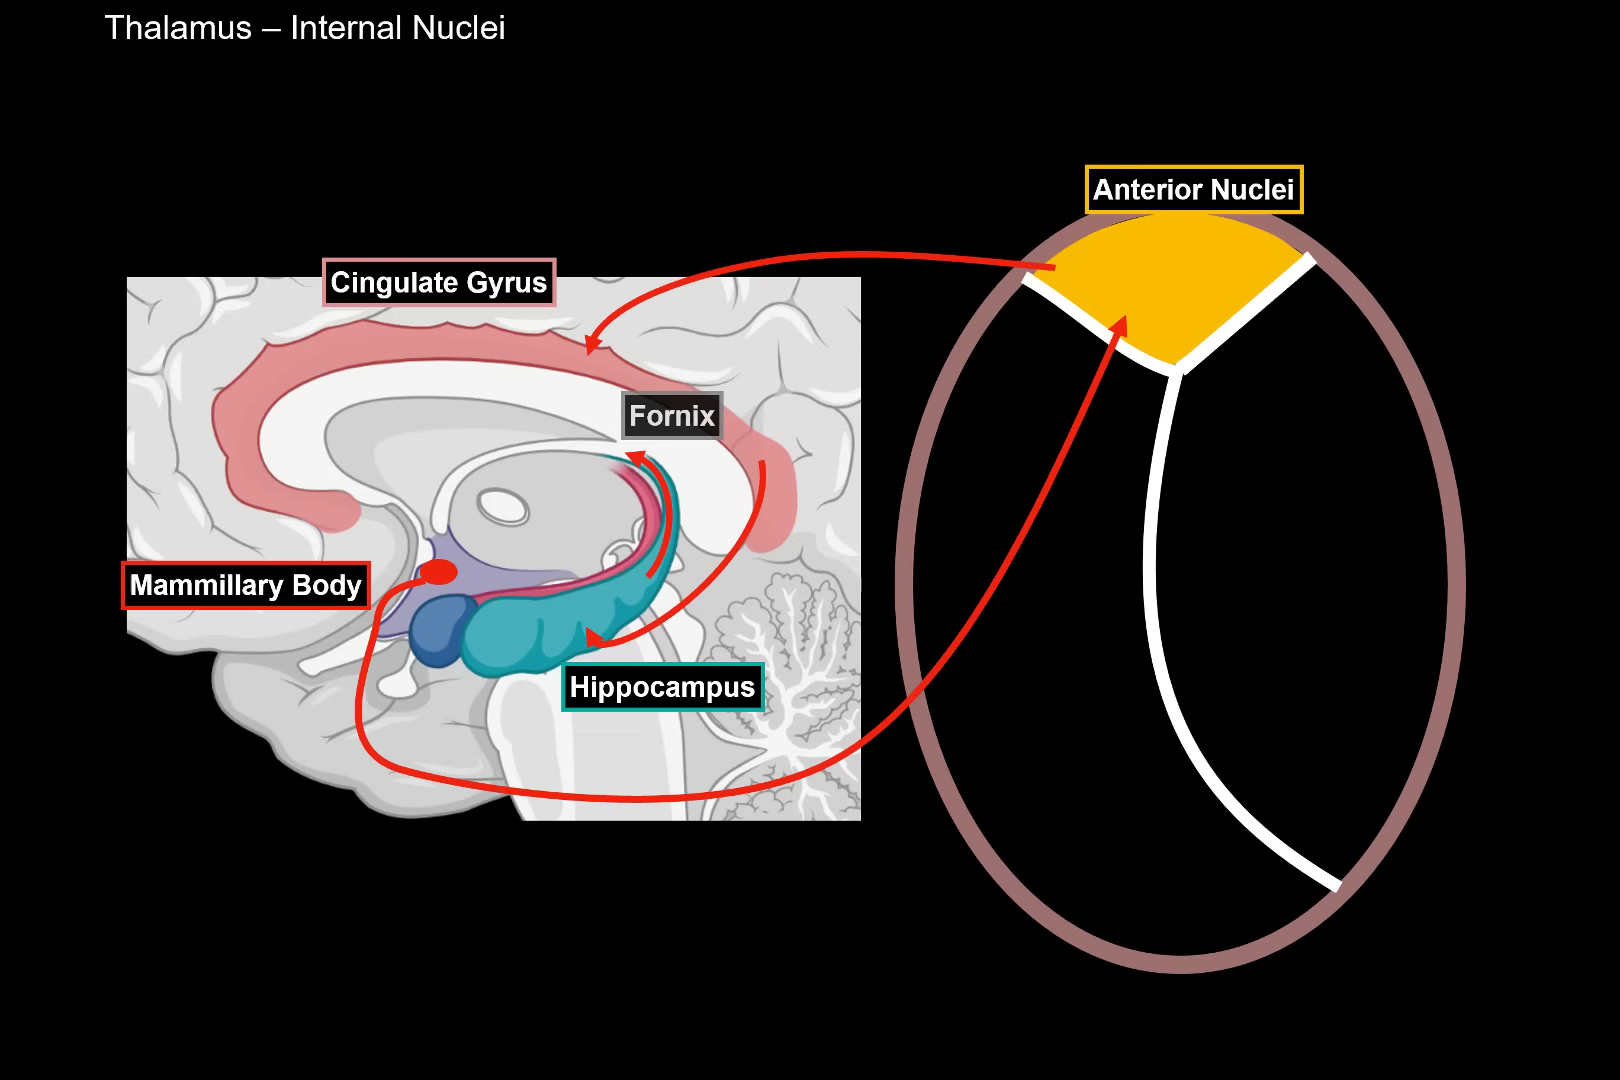 Thalamus – Internal Nuclei
Anterior Nuclei
Cingulate Gyrus
Fornix
Mammillary Body
Hippocampus